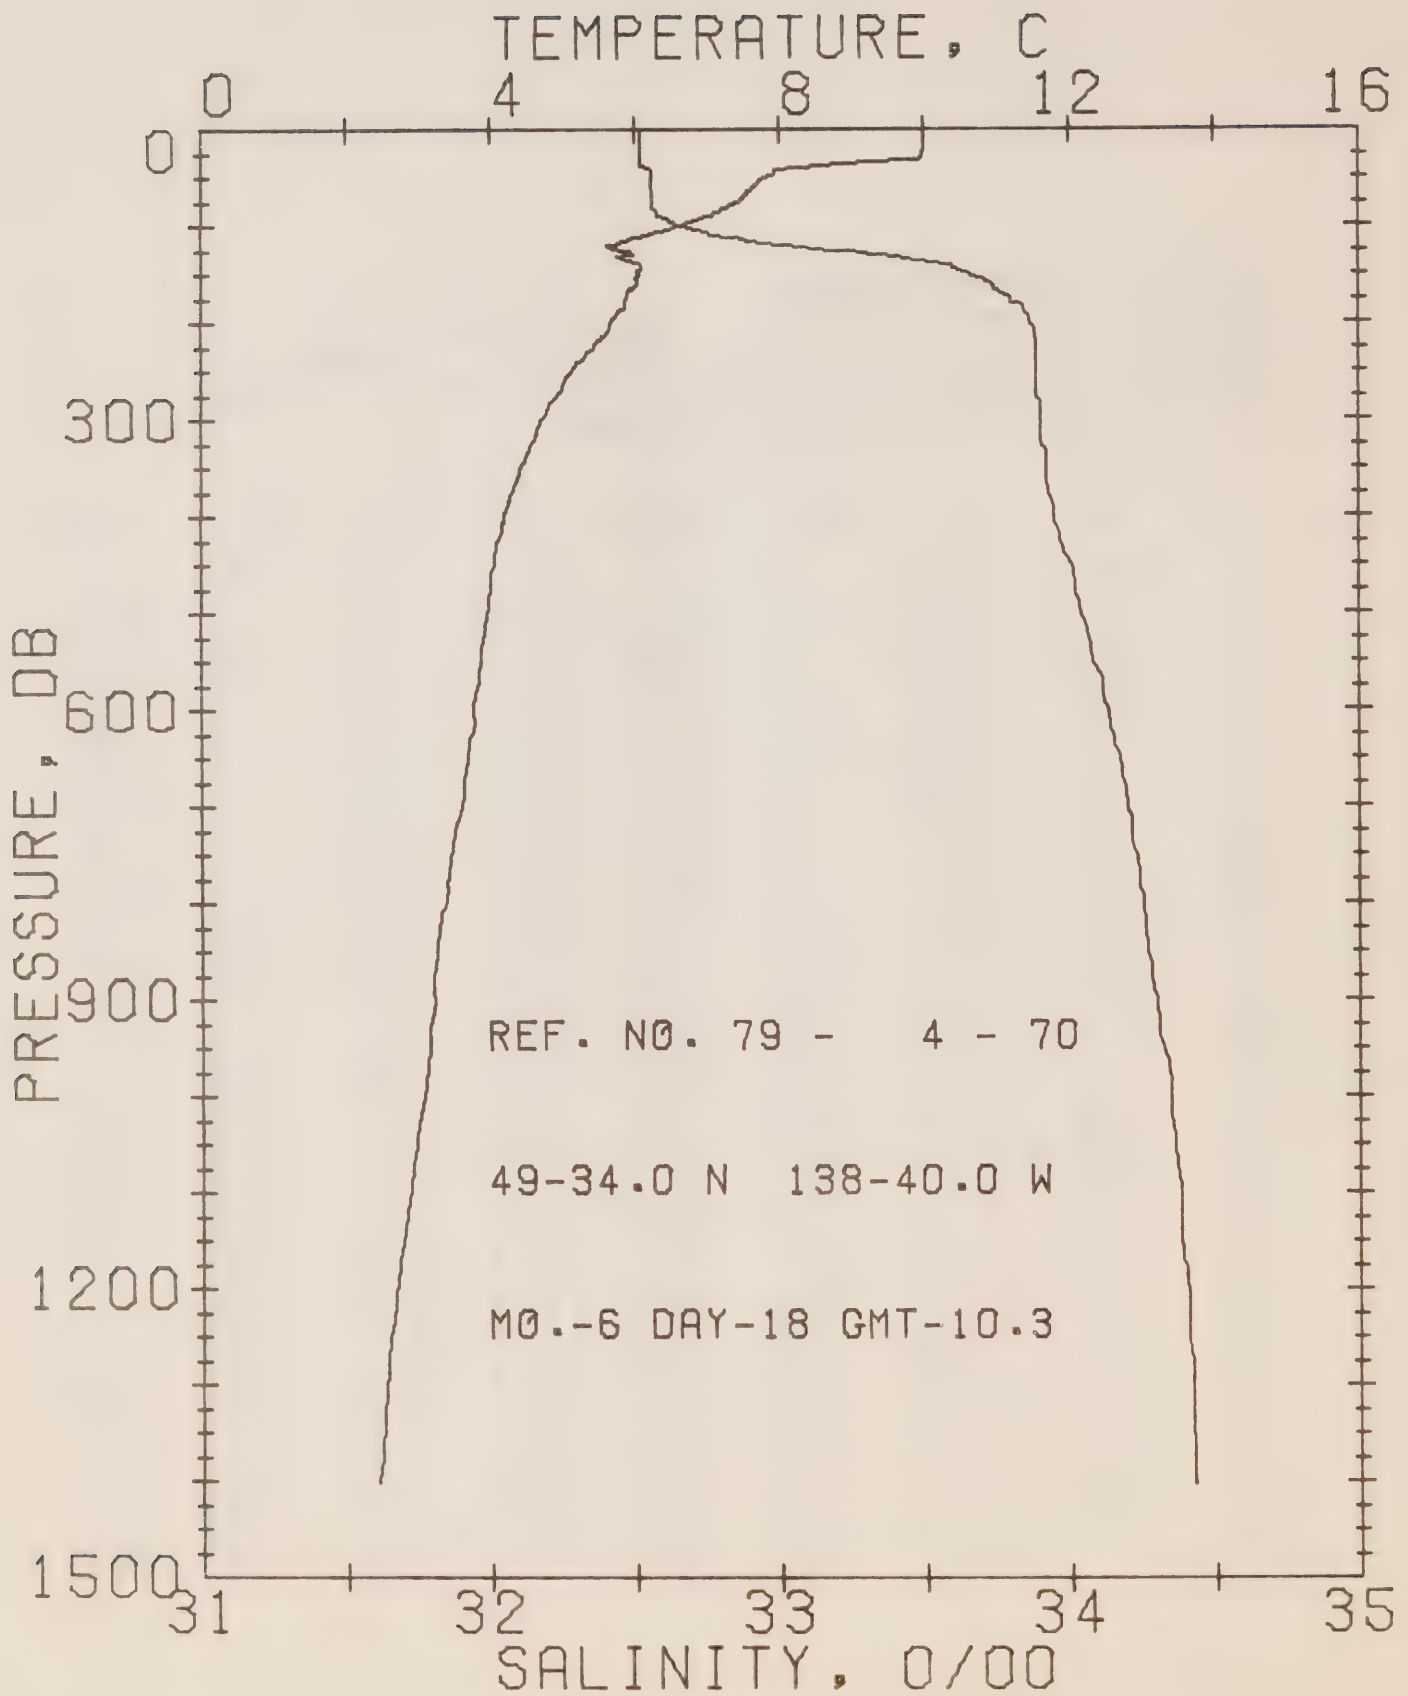 TEMPERATURE, C
0 4 8 12 16
0
300
600
900
1200
1500
PRESSURE, DB
REF. NO. 79 - 4 - 70
49-34.0 N 138-40.0 W
MO.-6 DAY-18 GMT-10.3
31 32 33 34 35
SALINITY, 0/00